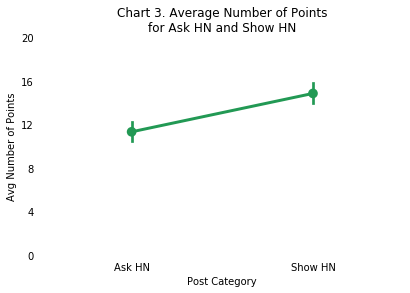 Chart 3. Average Number of Points
for Ask HN and Show HN
20
16
12
8
4
0
Avg Number of Points
Ask HN
Show HN
Post Category